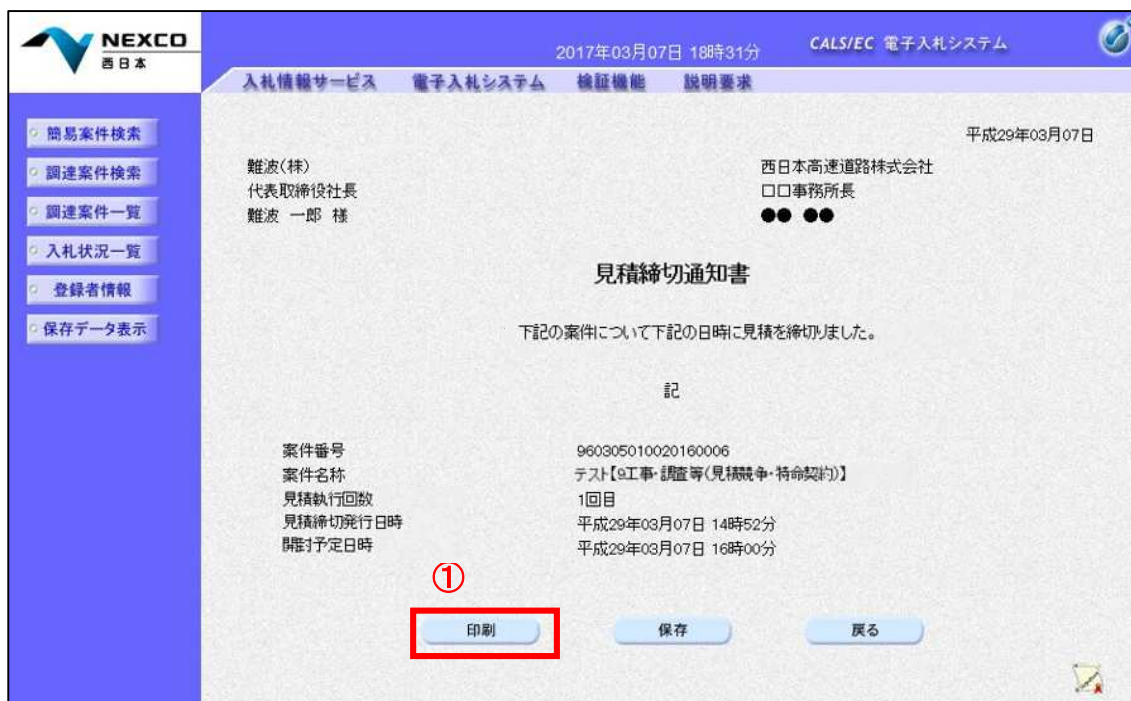 NEXCO
西日本
2017年03月07日 18時31分
CALS/EC 電子入札システム
入札情報サービス 電子入札システム 検証機能 説明要求
簡易案件検索
調達案件検索
調達案件一覧
入札状況一覧
登録者情報
保存データ表示
平成29年03月07日
難波(株)
代表取締役社長
難波 一郎 様
西日本高速道路株式会社
口口事務所長
●● ●●
見積締切通知書
下記の案件について下記の日時に見積を締切りました。
記
案件番号 960305010020160006
案件名称 テスト【9工事・調査等(見積競争・特命契約)】
見積執行回数 1回目
見積締切発行日時 平成29年03月07日 14時52分
開封予定日時 平成29年03月07日 16時00分
①
印刷 保存 戻る